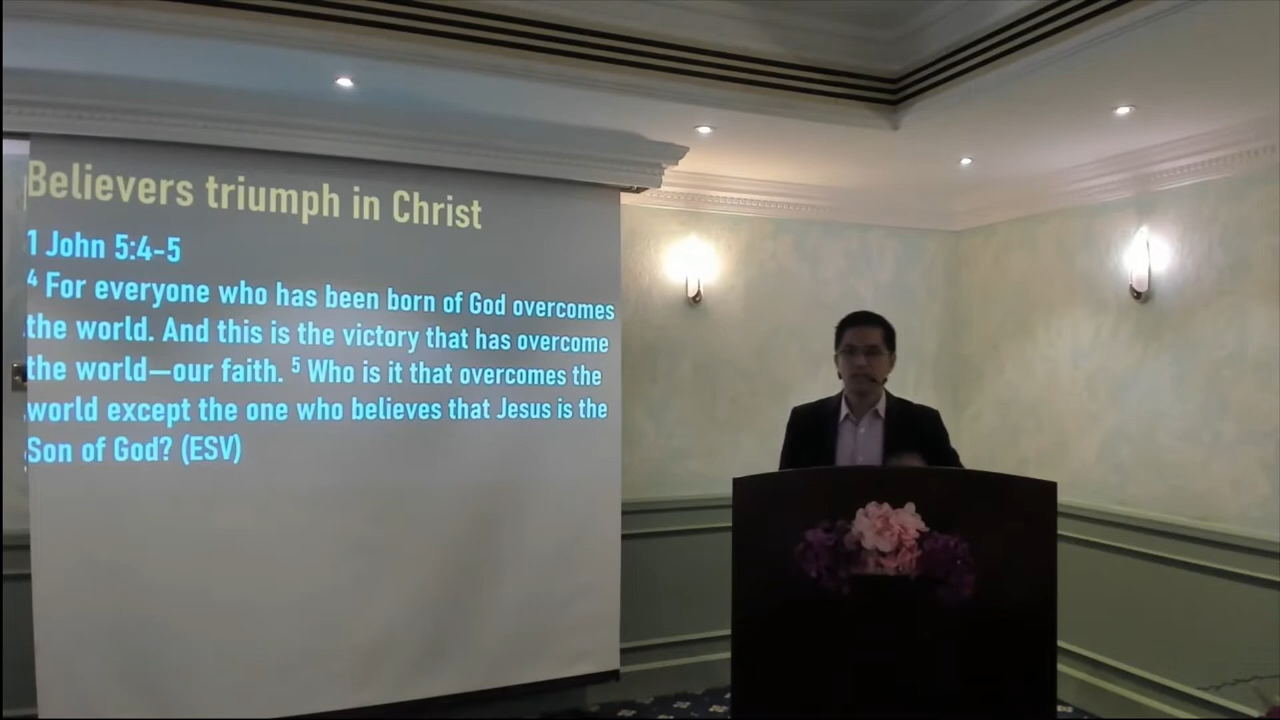 Believers triumph in Christ
1 John 5:4-5
4 For everyone who has been born of God overcomes
the world. And this is the victory that has overcome
the world—our faith. 5 Who is it that overcomes the
world except the one who believes that Jesus is the
Son of God? (ESV)